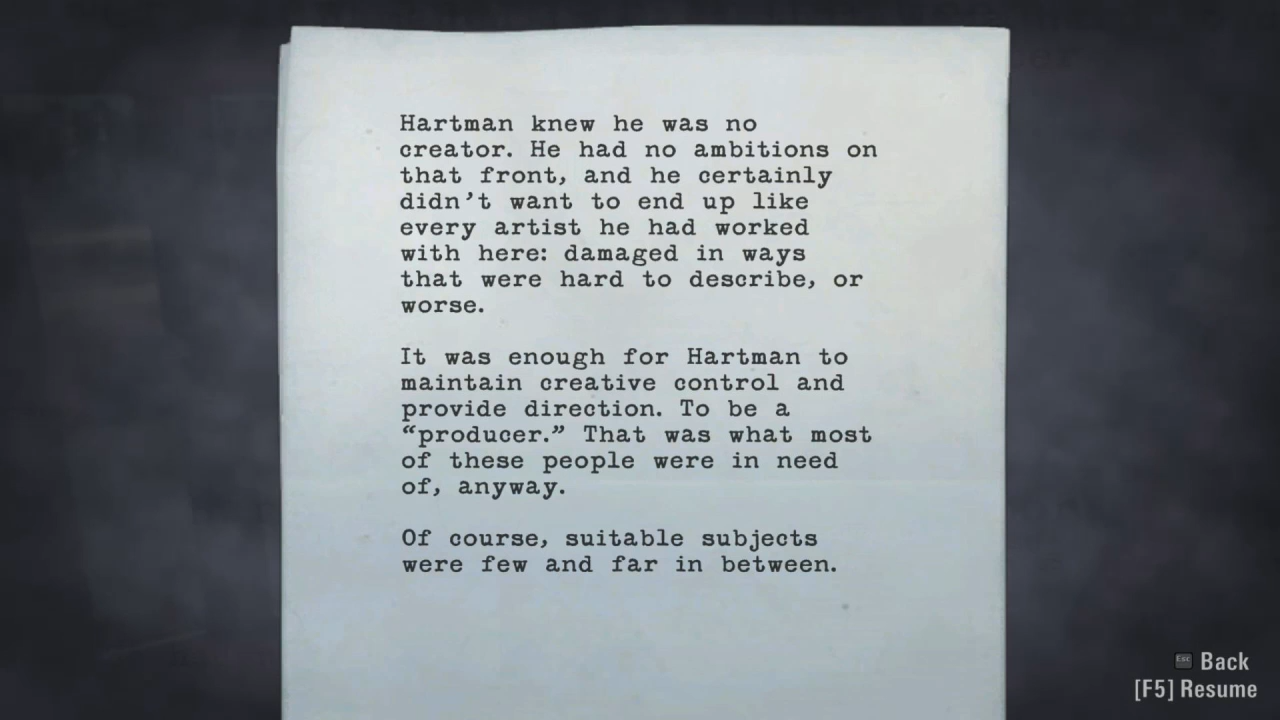 Hartman knew he was no
creator. He had no ambitions on
that front, and he certainly
didn’t want to end up like
every artist he had worked
with here: damaged in ways
that were hard to describe, or
worse.
It was enough for Hartman to
maintain creative control and
provide direction. To be a
“producer.” That was what most
of these people were in need
of, anyway.
Of course, suitable subjects
were few and far in between.
Esc Back
[F5] Resume